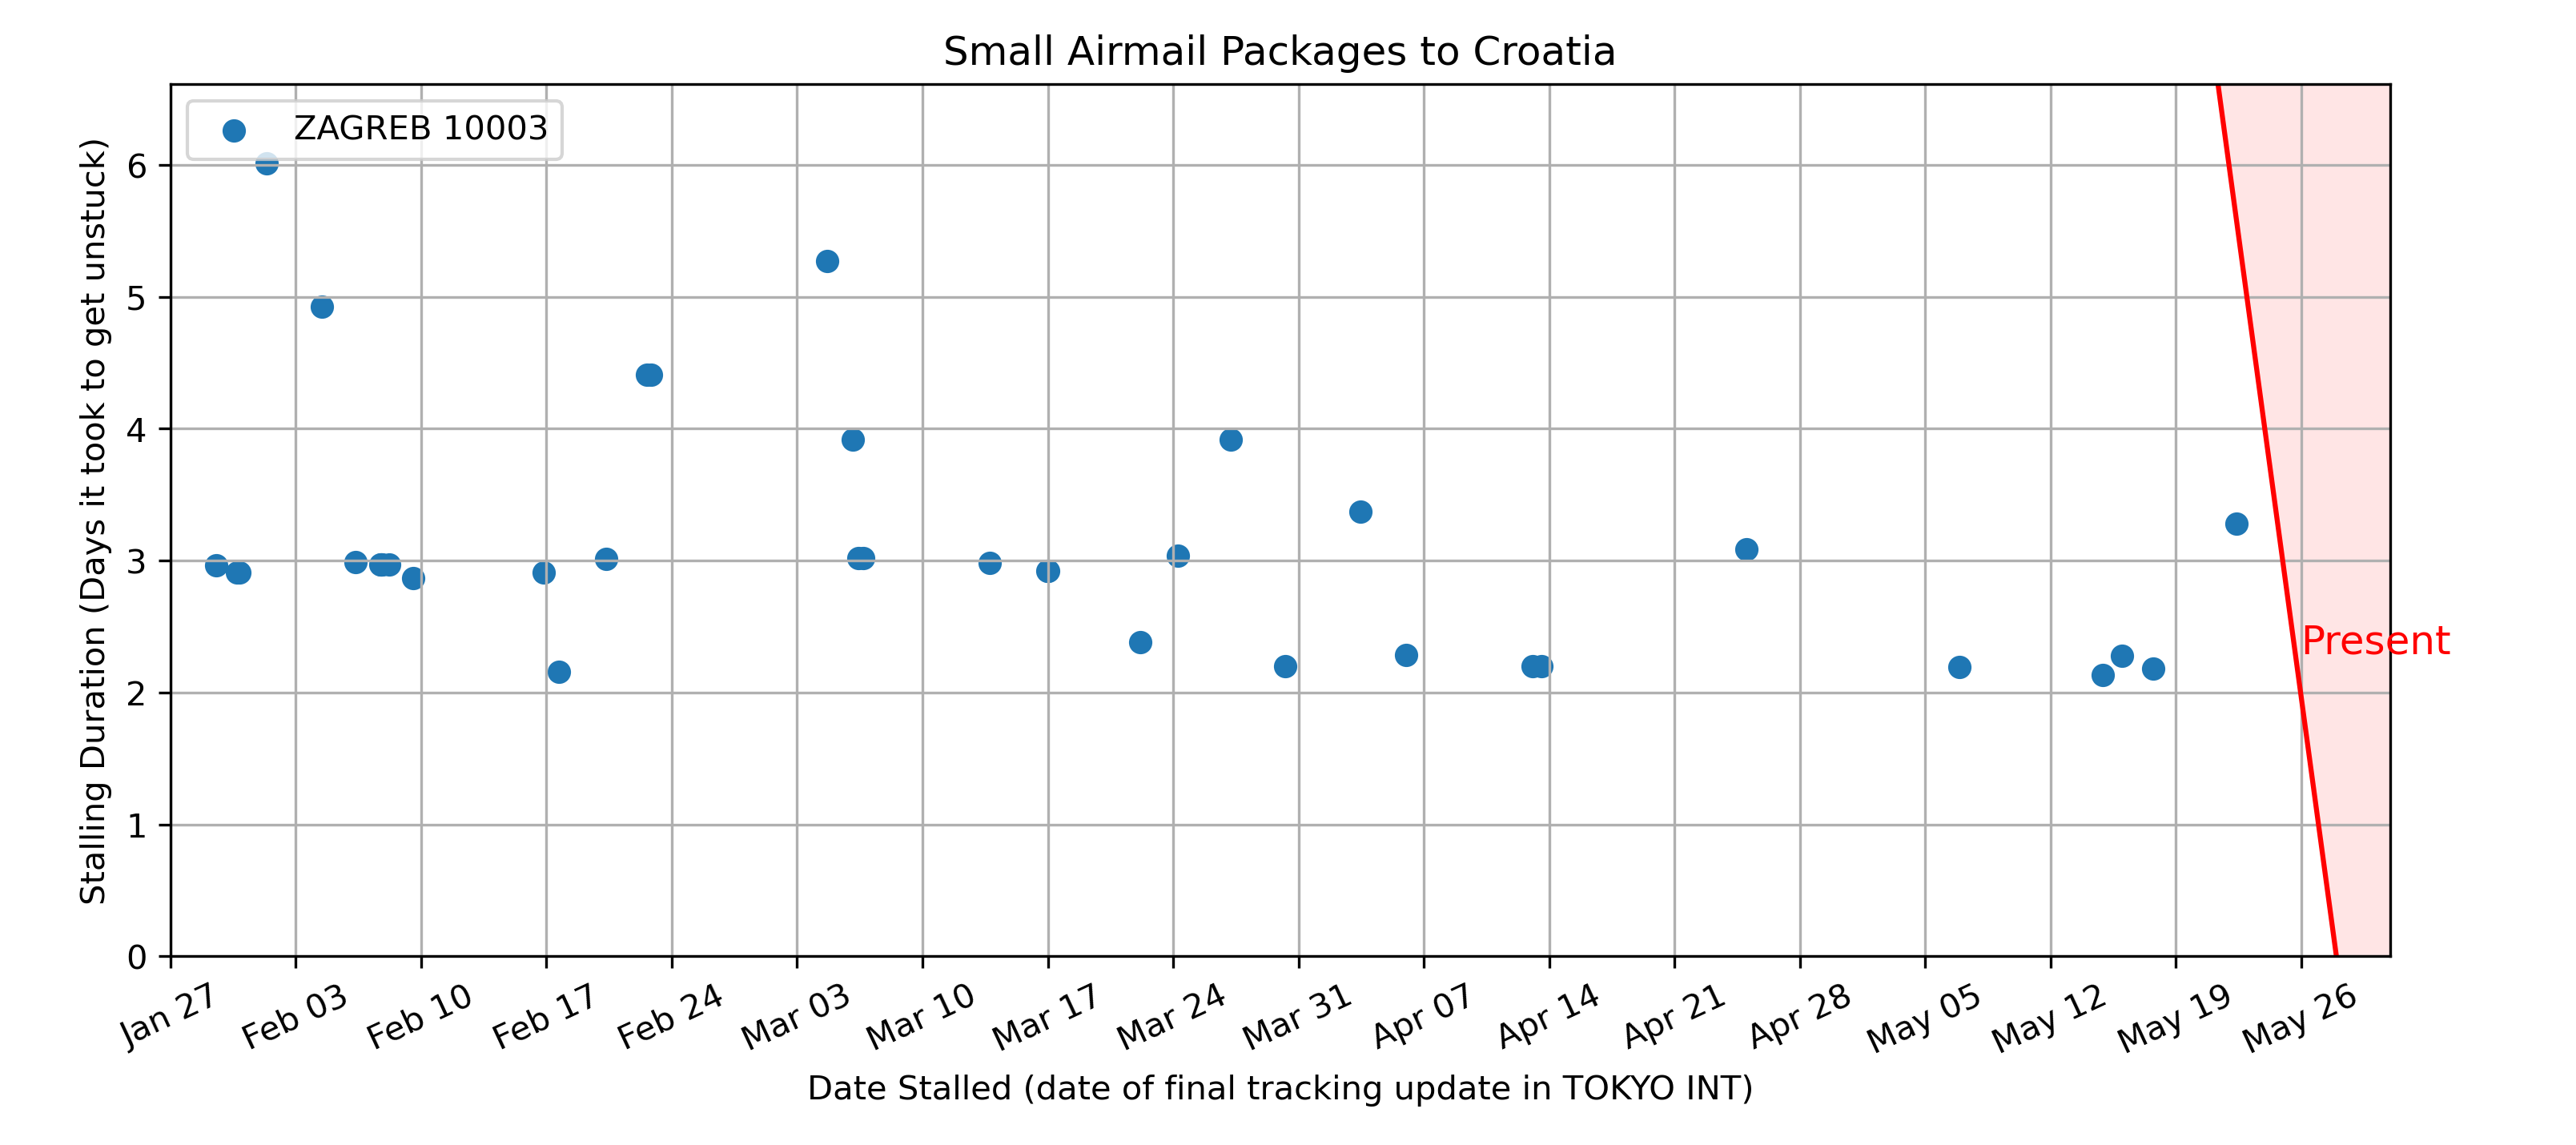 Small Airmail Packages to Croatia
ZAGREB 10003
Stalling Duration (Days it took to get unstuck)
6
5
4
3
2
1
0
Present
Jan 27
Feb 03
Feb 10
Feb 17
Feb 24
Mar 03
Mar 10
Mar 17
Mar 24
Mar 31
Apr 07
Apr 14
Apr 21
Apr 28
May 05
May 12
May 19
May 26
Date Stalled (date of final tracking update in TOKYO INT)